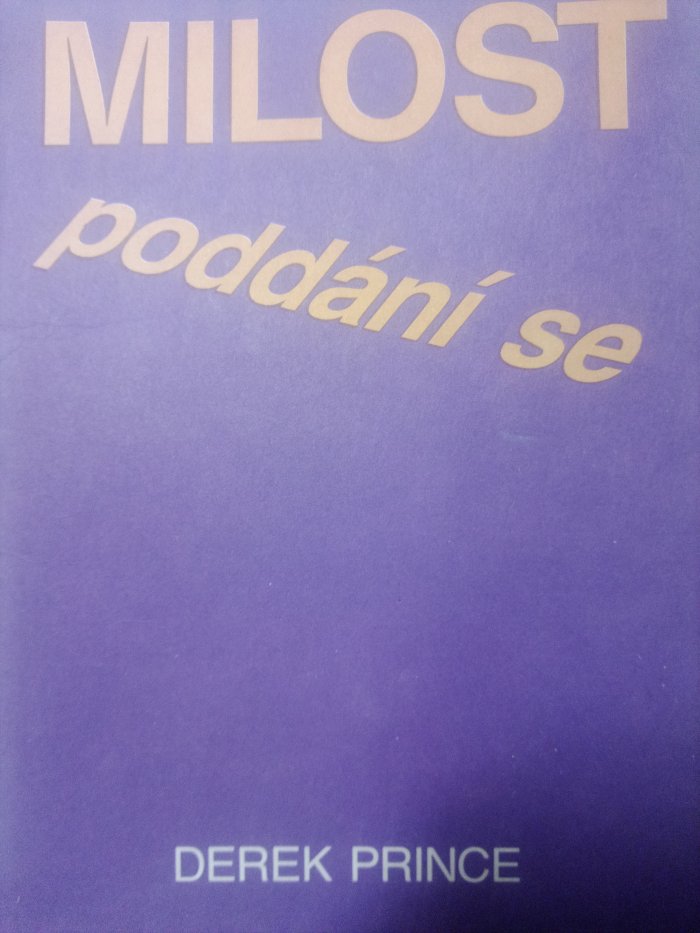 MILOST
poddání se
DEREK PRINCE